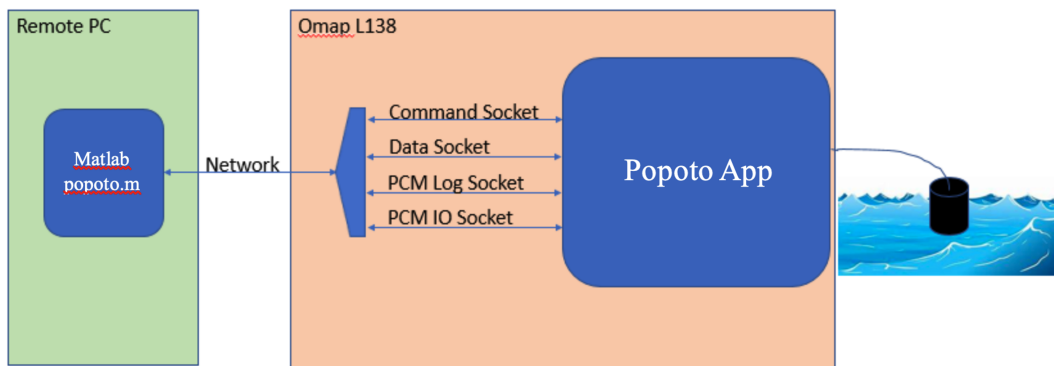 Remote PC
Omap L138
Matlab
popoto.m
Network
Command Socket
Data Socket
PCM Log Socket
PCM IO Socket
Popoto App